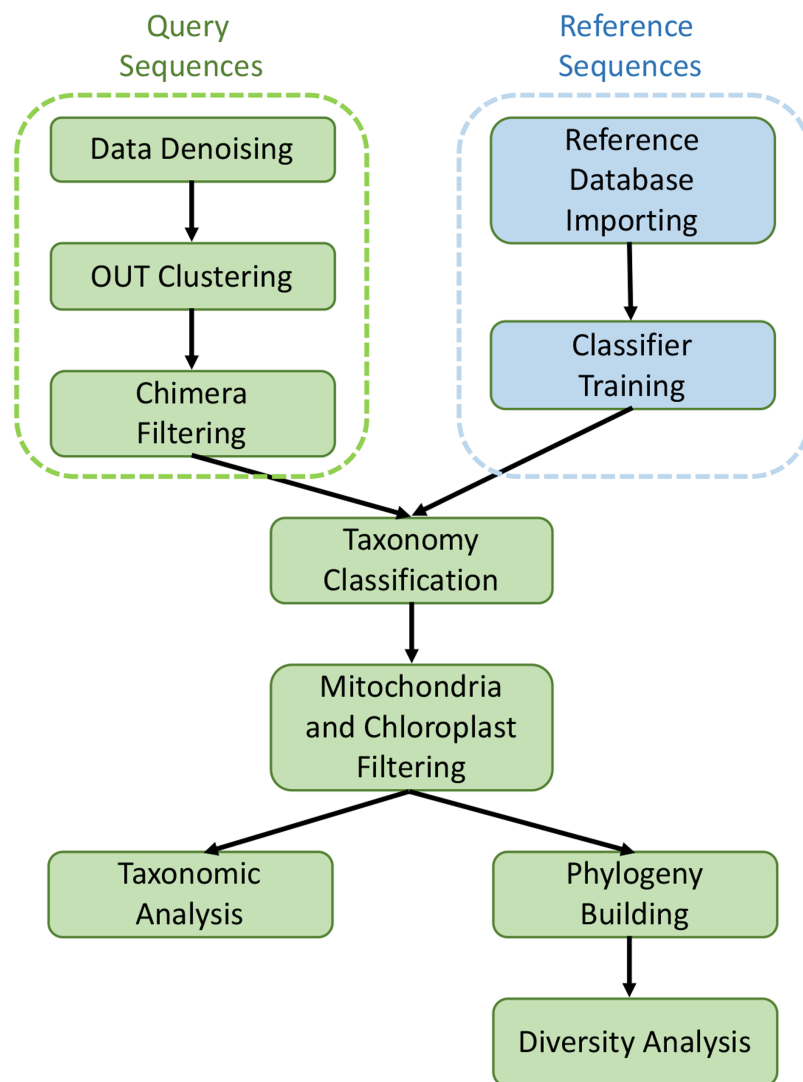 Query
Sequences
Reference
Sequences
Data Denoising
OUT Clustering
Chimera
Filtering
Reference
Database
Importing
Classifier
Training
Taxonomy
Classification
Mitochondria
and Chloroplast
Filtering
Taxonomic
Analysis
Phylogeny
Building
Diversity Analysis